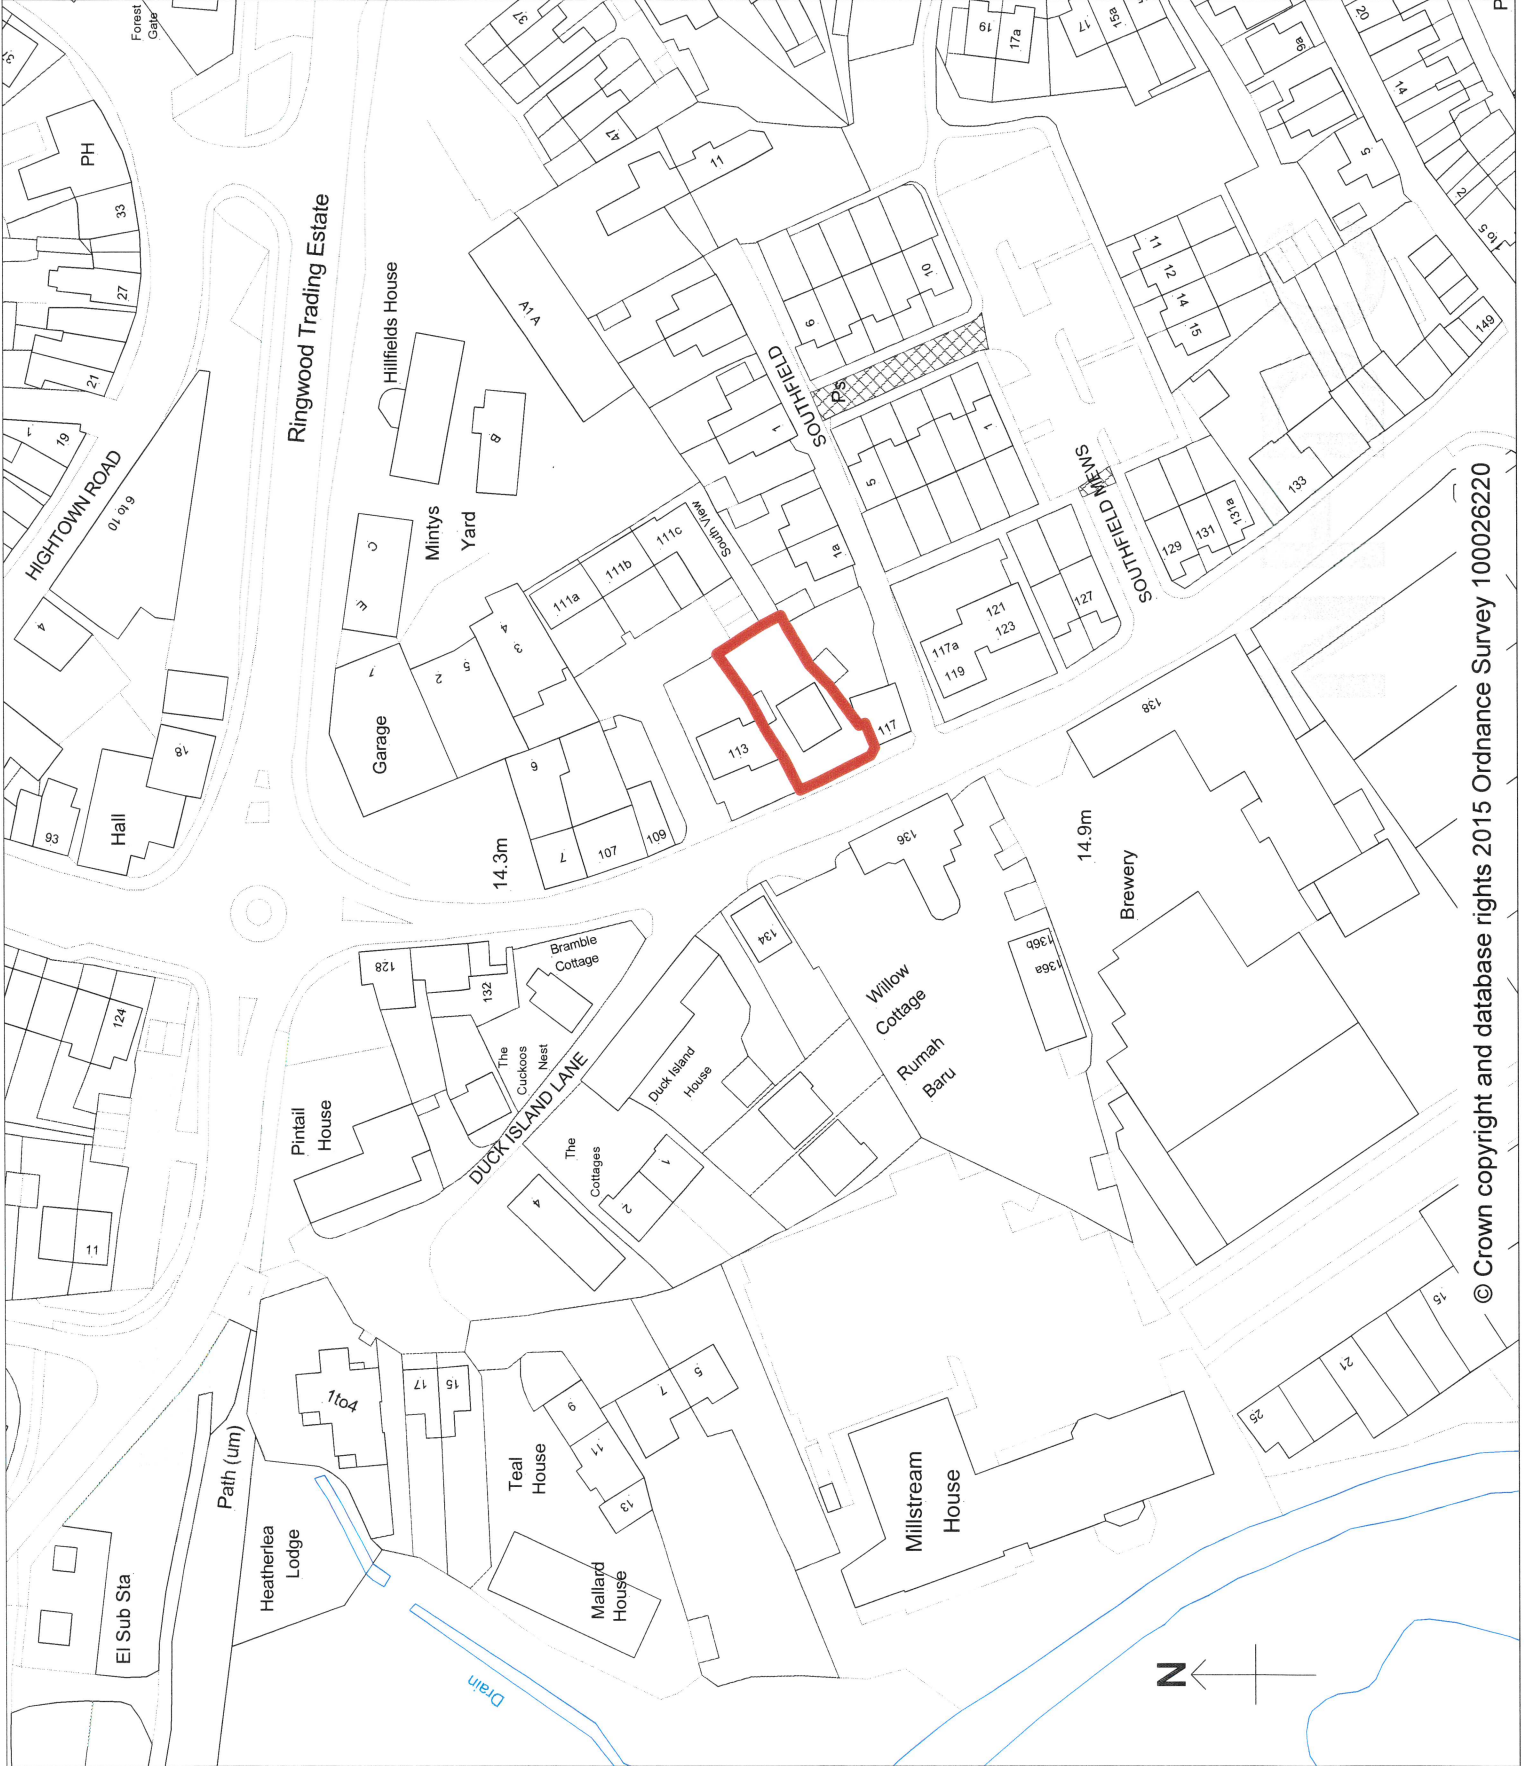 Forest
Gate
37
PH
33
27
21
1
19
HIGHTOWN ROAD
6 to 10
4
18
Hall
93
Ringwood Trading Estate
Hillfields House
B
C
E
Mintys
Yard
A1 A
37
47
11
19
17a
17
15a
9a
20
14
5
2
1 to 5
149
11
12
14
15
10
6
SOUTHFIELD
PS
1
5
1
1a
South View
111c
111b
111a
4
3
5
2
1
Garage
6
7
107
109
14.3m
113
117
117a
119
121
123
127
SOUTHFIELD MEWS
129
131
131a
133
138
136
14.9m
Brewery
136b
136a
134
Willow
Cottage
Rumah
Baru
128
132
Bramble
Cottage
The
Cuckoos
Nest
DUCK ISLAND LANE
Duck Island
House
The
Cottages
1
2
4
Pintail
House
124
11
1to4
17
15
Path (um)
Heatherlea
Lodge
El Sub Sta
Teal
House
9
11
13
7
5
Mallard
House
Drain
Millstream
House
25
21
15
N
© Crown copyright and database rights 2015 Ordnance Survey 100026220